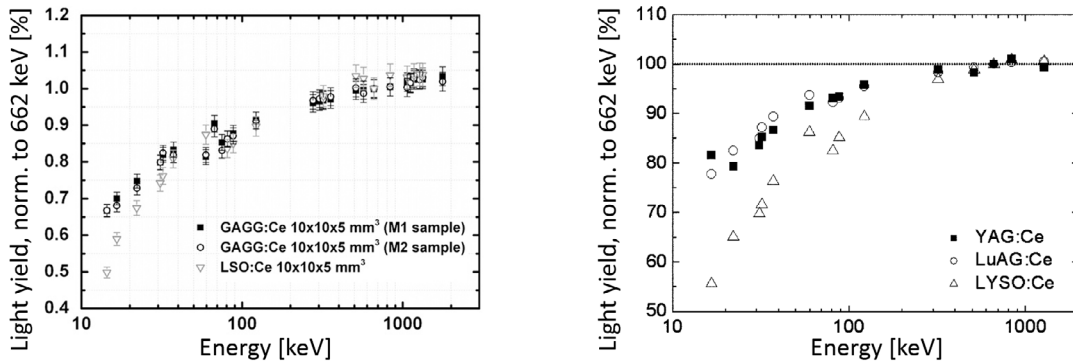 Light yield, norm. to 662 keV [%]
1.2
1.1
1.0
0.9
0.8
0.7
0.6
0.5
0.4
GAGG:Ce 10x10x5 mm³ (M1 sample)
GAGG:Ce 10x10x5 mm³ (M2 sample)
LSO:Ce 10x10x5 mm³
10
100
1000
Energy [keV]
Light yield, norm. to 662 keV [%]
110
100
90
80
70
60
50
YAG:Ce
LuAG:Ce
LYSO:Ce
10
100
1000
Energy [keV]